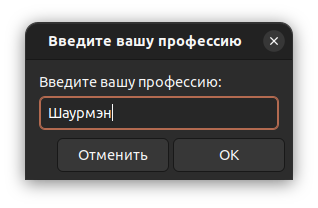 Введите вашу профессию
Введите вашу профессию:
Шаурмэн
Отменить
OK